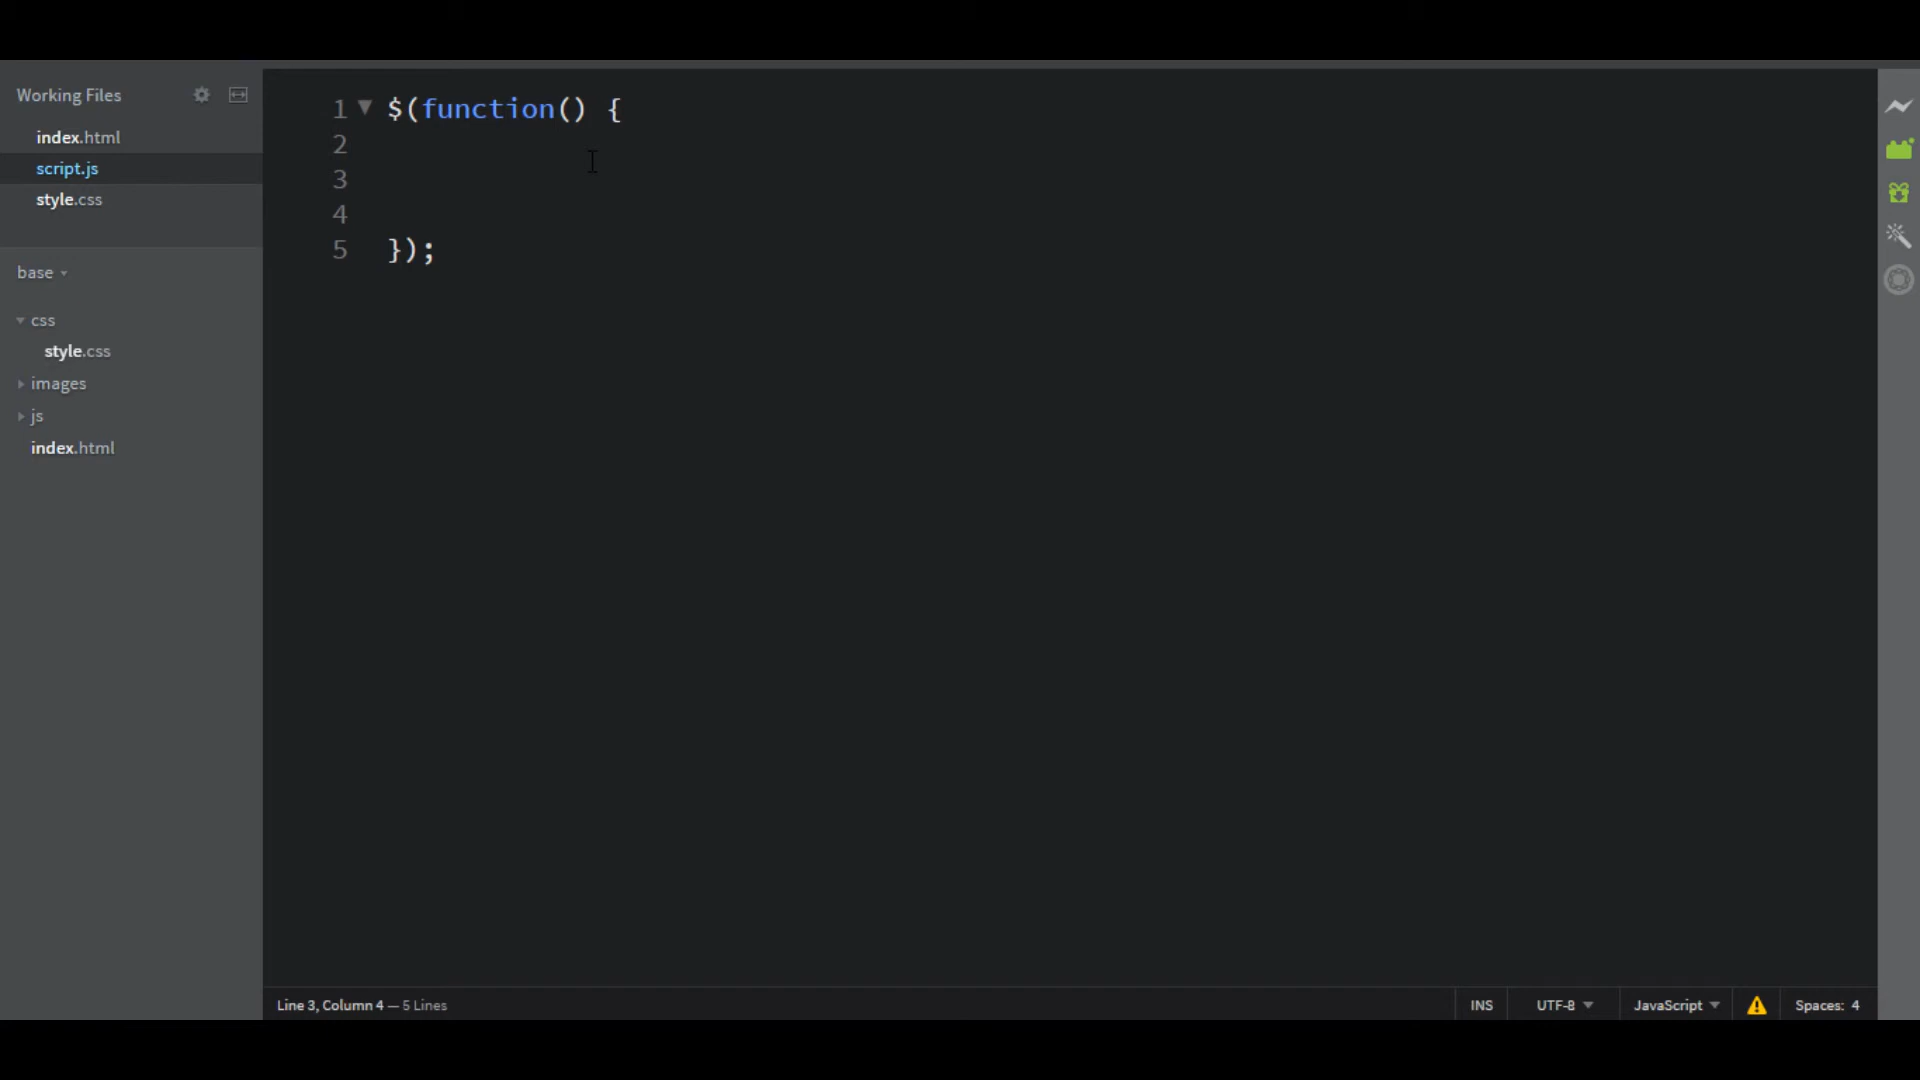 Working Files
index.html
script.js
style.css
base
css
style.css
images
js
index.html
1 $(function() {
2
3
4
5 });
Line 3, Column 4 — 5 Lines
INS
UTF-8
JavaScript
Spaces: 4